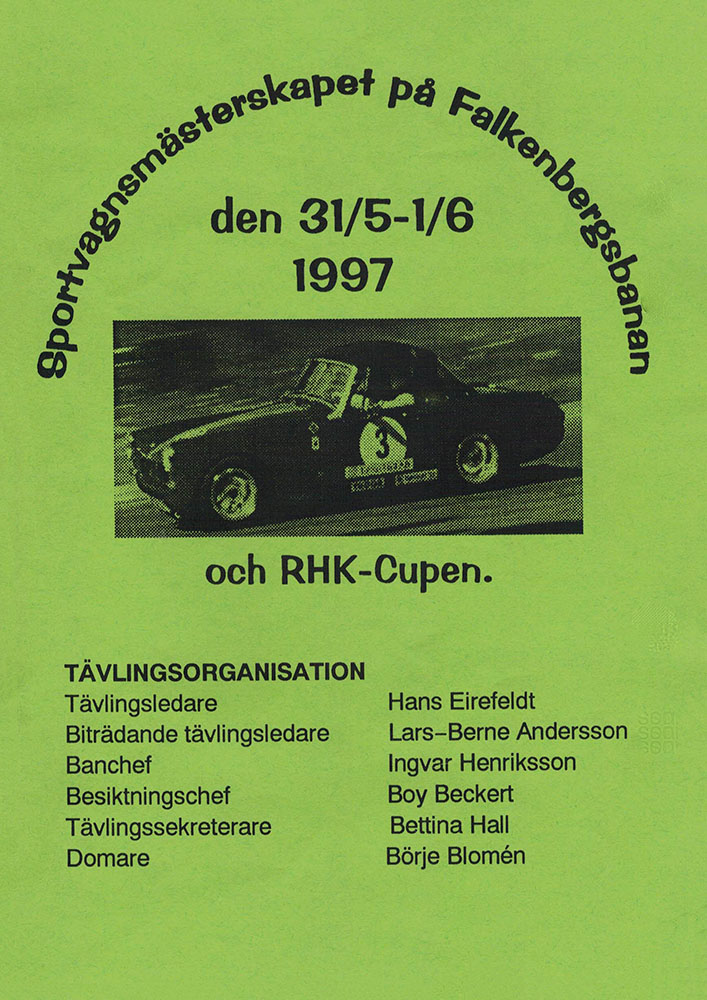 Sportvagnsmästerskapet på Falkenbergsbanan
den 31/5-1/6
1997
3
och RHK-Cupen.
TÄVLINGSORGANISATION
Tävlingsledare Hans Eirefeldt
Biträdande tävlingsledare Lars-Berne Andersson
Banchef Ingvar Henriksson
Besiktningschef Boy Beckert
Tävlingssekreterare Bettina Hall
Domare Börje Blomén